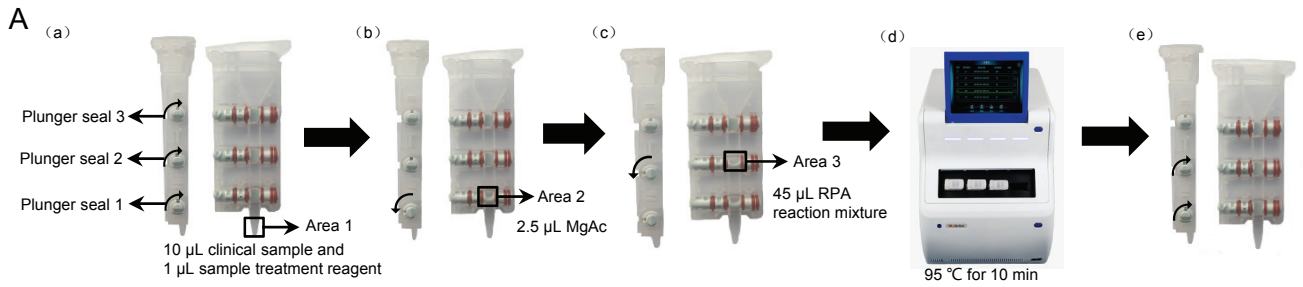 A
(a)
(b)
(c)
(d)
(e)
Plunger seal 3
Plunger seal 2
Plunger seal 1
Area 1
10 µL clinical sample and
1 µL sample treatment reagent
Area 2
2.5 µL MgAc
Area 3
45 µL RPA
reaction mixture
95 ℃ for 10 min